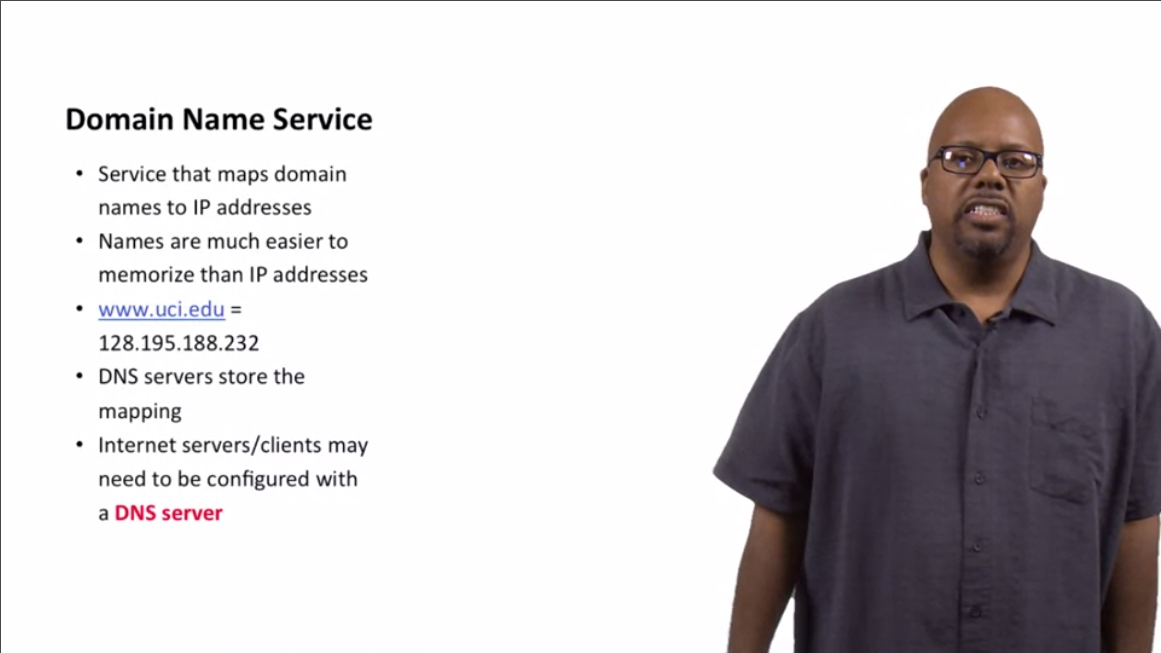 Domain Name Service
• Service that maps domain
names to IP addresses
• Names are much easier to
memorize than IP addresses
• www.uci.edu =
128.195.188.232
• DNS servers store the
mapping
• Internet servers/clients may
need to be configured with
a DNS server